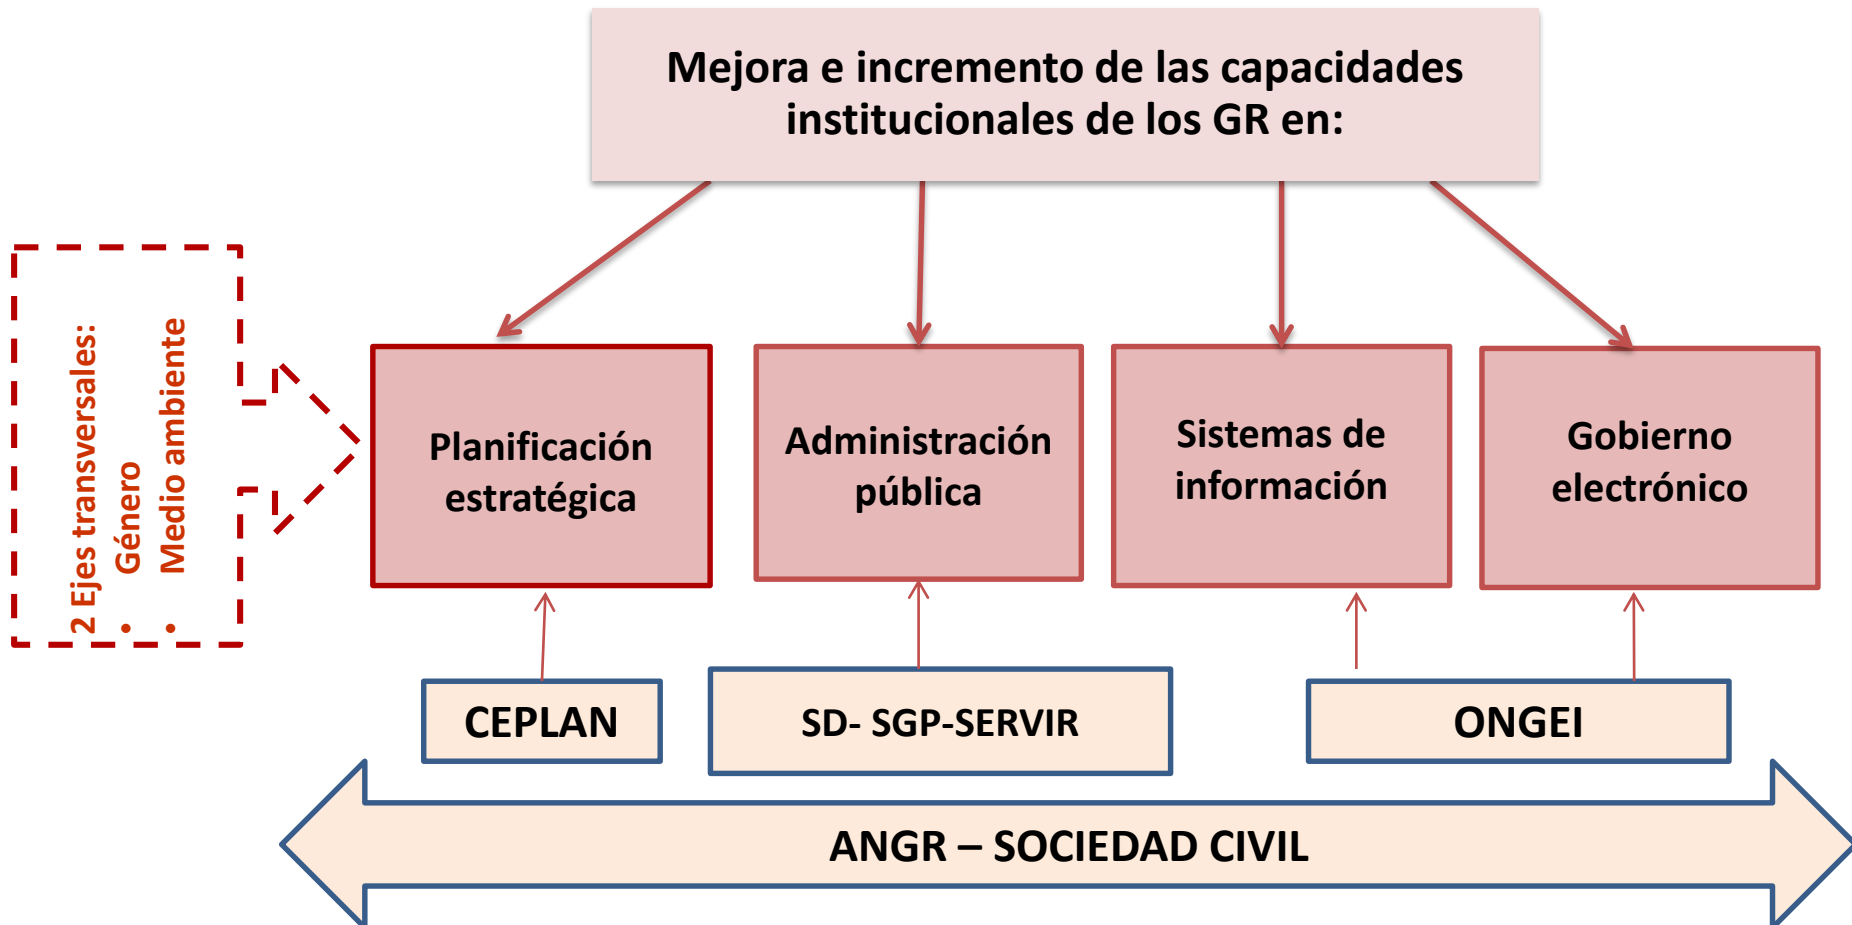 Mejora e incremento de las capacidades
institucionales de los GR en:
2 Ejes transversales:
• Género
• Medio ambiente
Planificación
estratégica
Administración
pública
Sistemas de
información
Gobierno
electrónico
CEPLAN
SD- SGP-SERVIR
ONGEI
ANGR – SOCIEDAD CIVIL